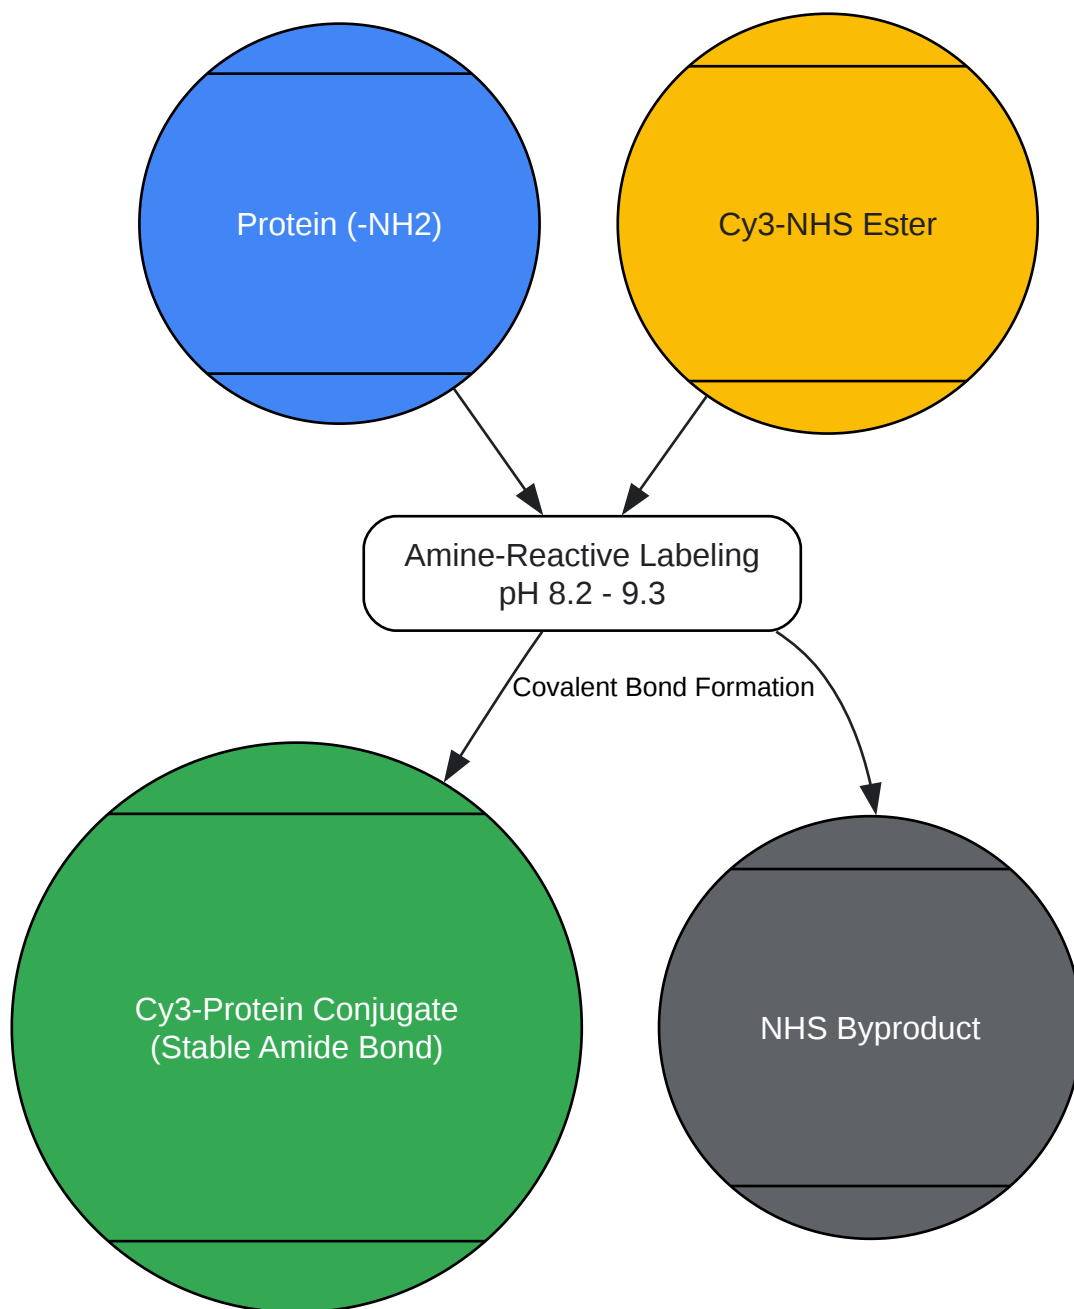 Protein (-NH2)
Cy3-NHS Ester
Amine-Reactive Labeling
pH 8.2 - 9.3
Covalent Bond Formation
Cy3-Protein Conjugate
(Stable Amide Bond)
NHS Byproduct